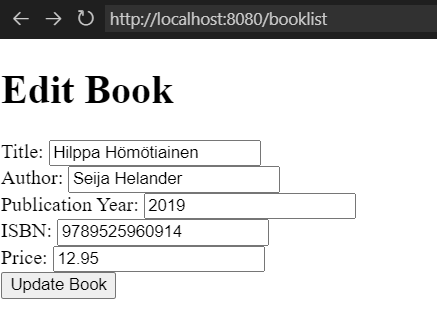 http://localhost:8080/booklist
Edit Book
Title: Hilppa Hömötiainen
Author: Seija Helander
Publication Year: 2019
ISBN: 9789525960914
Price: 12.95
Update Book